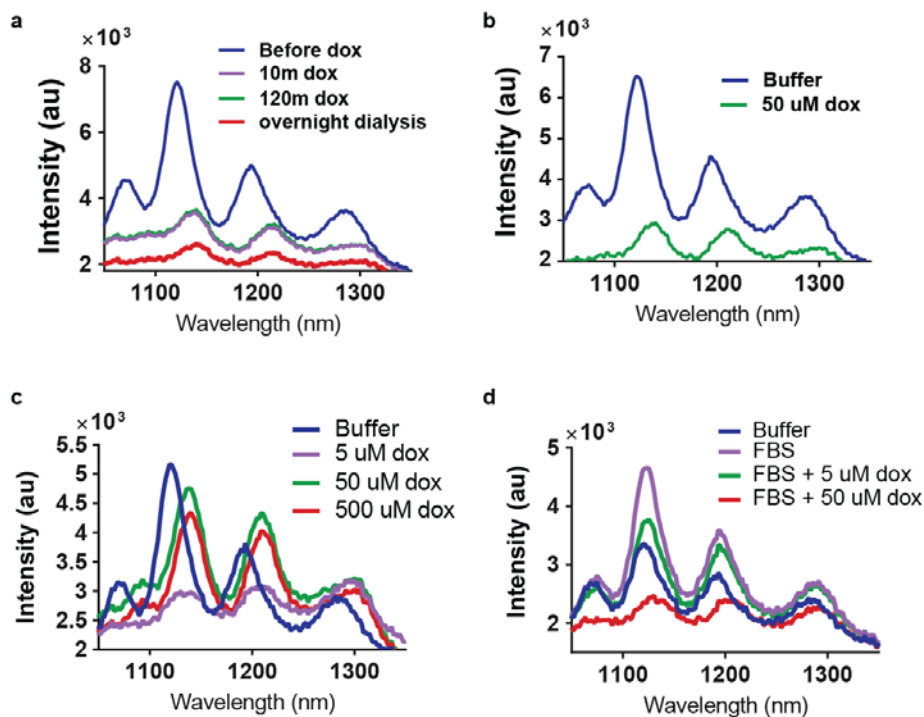 a
×10³
Before dox
10m dox
120m dox
overnight dialysis
8
6
4
2
Intensity (au)
1100
1200
1300
Wavelength (nm)
b
×10³
Buffer
50 uM dox
7
6
5
4
3
2
Intensity (au)
1100
1200
1300
Wavelength (nm)
c
×10³
Buffer
5 uM dox
50 uM dox
500 uM dox
5.5
5
4.5
4
3.5
3
2.5
2
Intensity (au)
1100
1200
1300
Wavelength (nm)
d
×10³
Buffer
FBS
FBS + 5 uM dox
FBS + 50 uM dox
5
4
3
2
Intensity (au)
1100
1200
1300
Wavelength (nm)